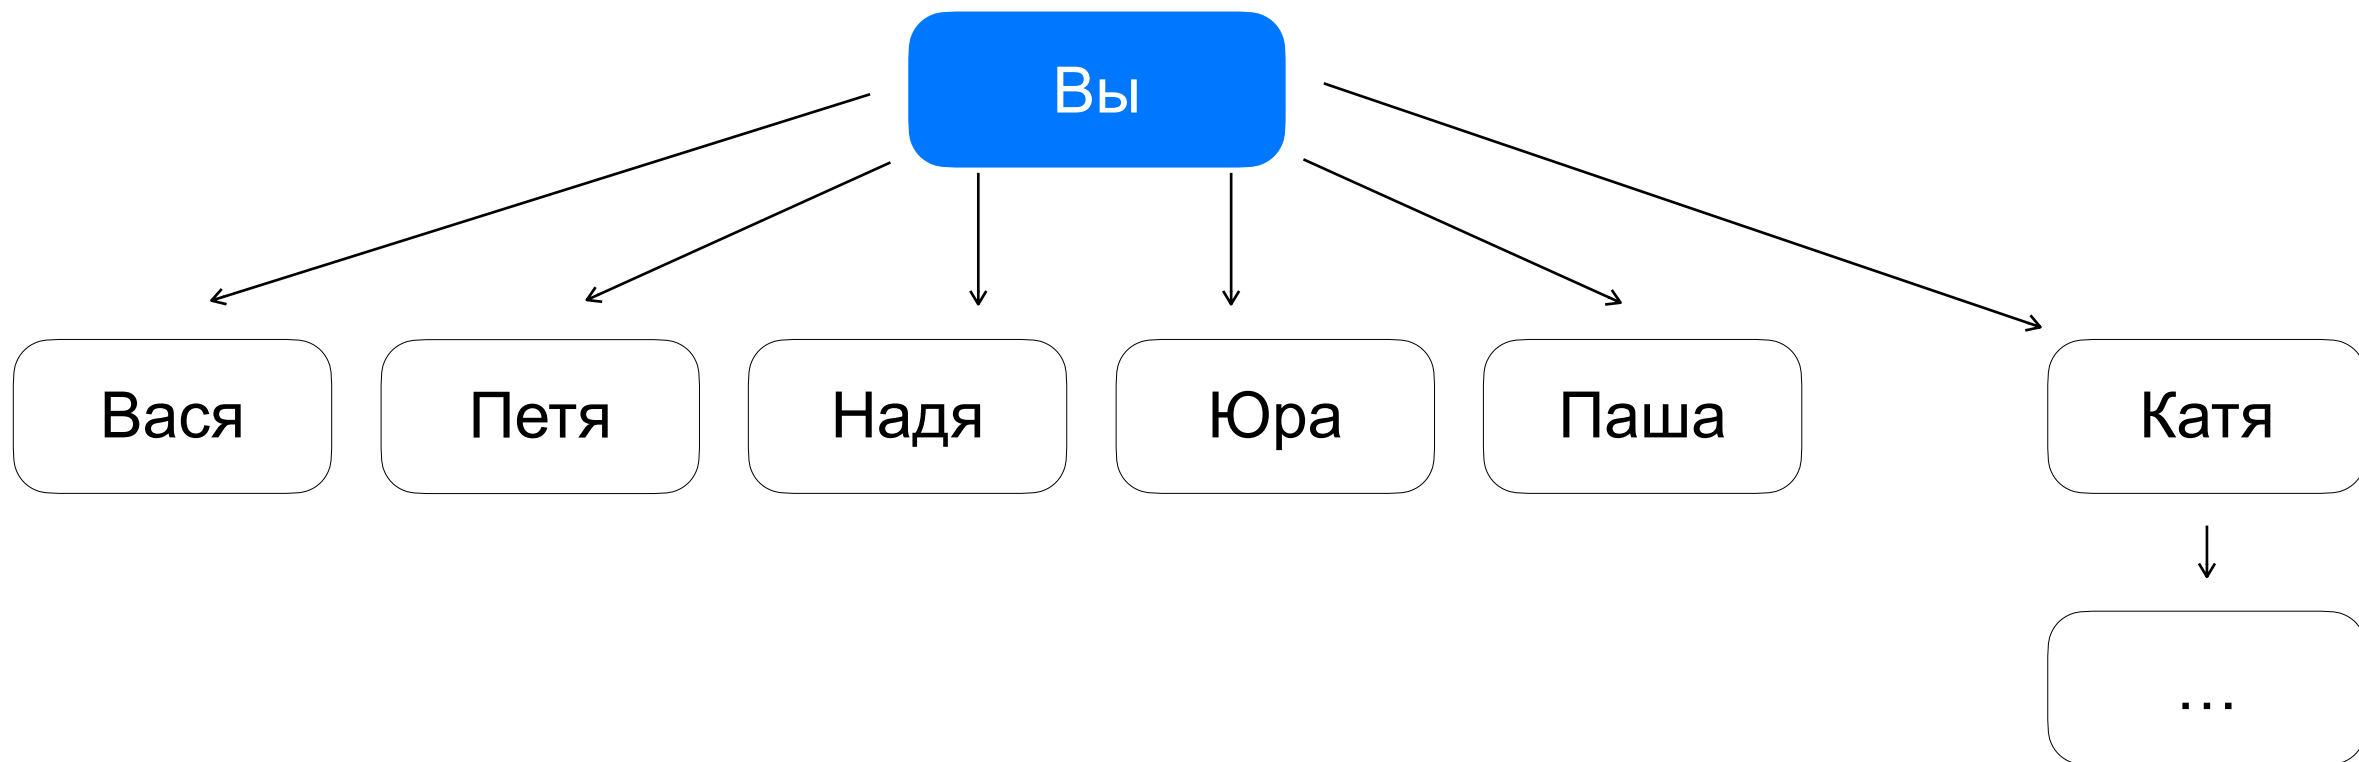 Вы
Вася
Петя
Надя
Юра
Паша
Катя
...